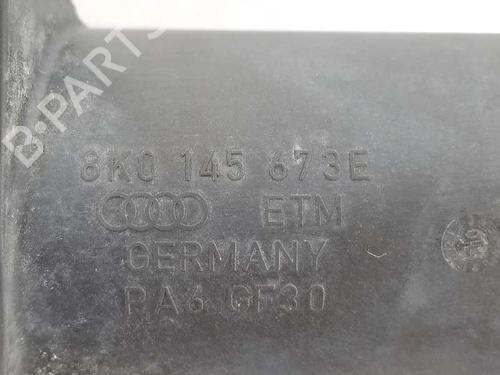 8K0 145 673E
ETM
GERMANY
PA6 GF30
B-PARTS